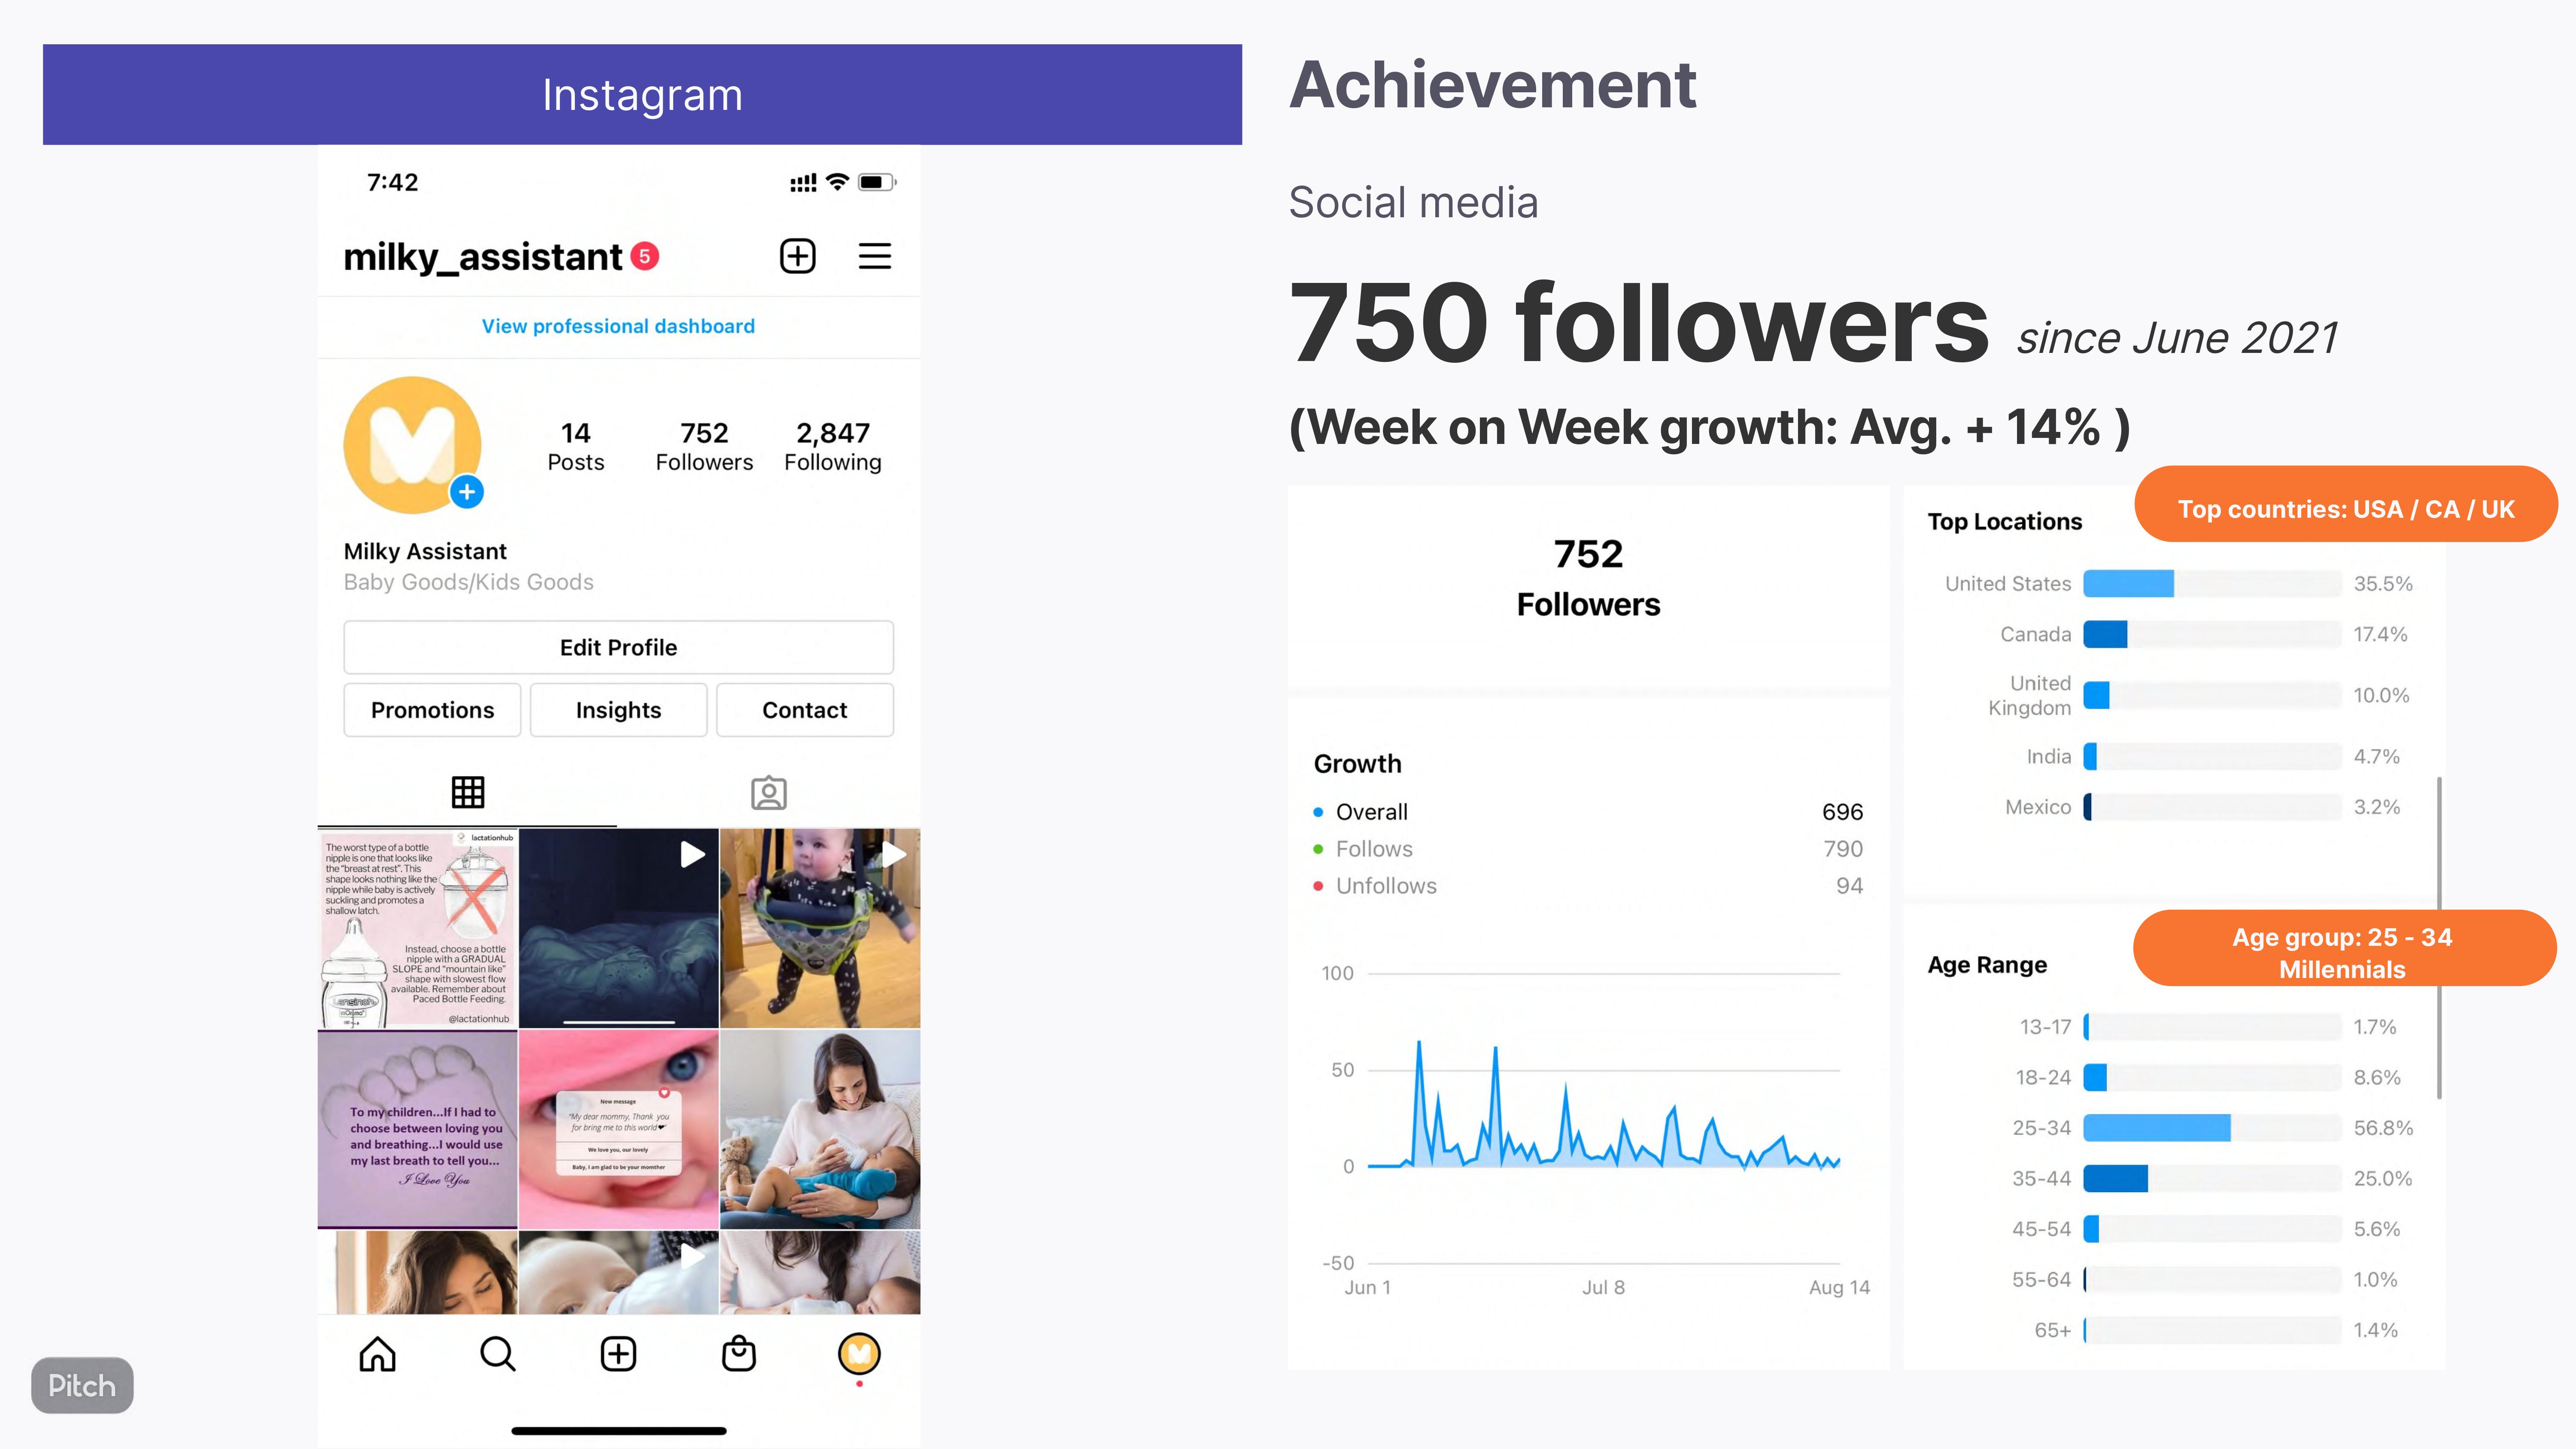 Instagram
7:42
milky_assistant 5
View professional dashboard
14
Posts
752
Followers
2,847
Following
Milky Assistant
Baby Goods/Kids Goods
Edit Profile
Promotions
Insights
Contact
lactationhub
The worst type of a bottle
nipple is one that looks like
the "breast at rest". This
shape looks nothing like the
nipple while baby is actively
suckling and promotes a
shallow latch.
Instead, choose a bottle
nipple with a GRADUAL
SLOPE and "mountain like"
shape with slowest flow
available. Remember about
Paced Bottle Feeding.
Lansinoh
@lactationhub
To my children...If I had to
choose between loving you
and breathing...I would use
my last breath to tell you...
I Love You
New message
"My dear mommy, Thank you
for bring me to this world❤"
We love you, our lovely
Baby, I am glad to be your momther
Pitch
Achievement
Social media
750 followers since June 2021
(Week on Week growth: Avg. + 14% )
752
Followers
Growth
Overall 696
Follows 790
Unfollows 94
100
50
0
-50
Jun 1
Jul 8
Aug 14
Top countries: USA / CA / UK
Top Locations
United States 35.5%
Canada 17.4%
United
Kingdom 10.0%
India 4.7%
Mexico 3.2%
Age group: 25 - 34
Millennials
Age Range
13-17 1.7%
18-24 8.6%
25-34 56.8%
35-44 25.0%
45-54 5.6%
55-64 1.0%
65+ 1.4%